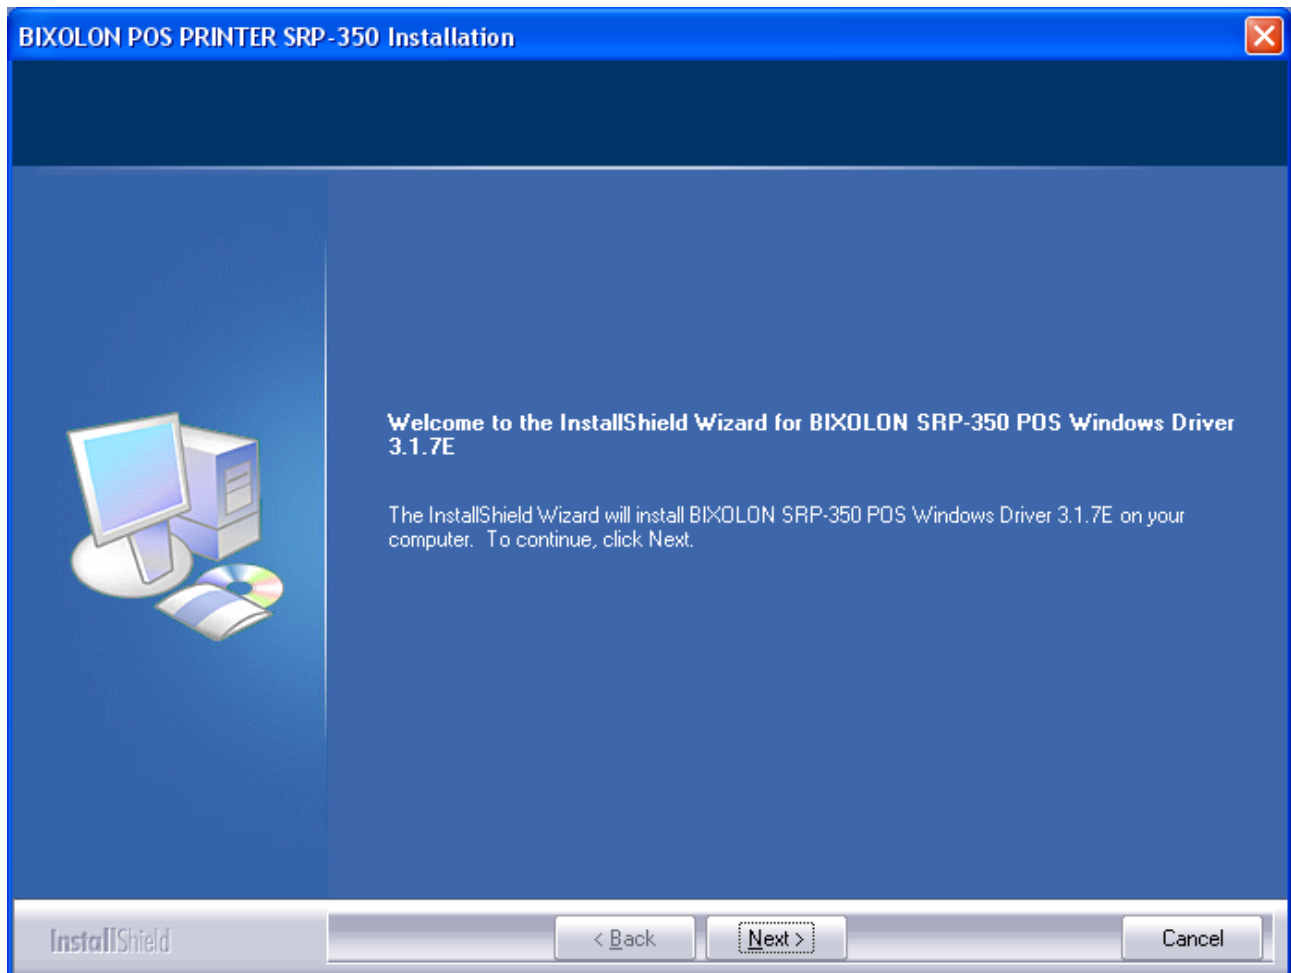 BIXOLON POS PRINTER SRP-350 Installation
Welcome to the InstallShield Wizard for BIXOLON SRP-350 POS Windows Driver
3.1.7E
The InstallShield Wizard will install BIXOLON SRP-350 POS Windows Driver 3.1.7E on your
computer.  To continue, click Next.
InstallShield
< Back
Next >
Cancel